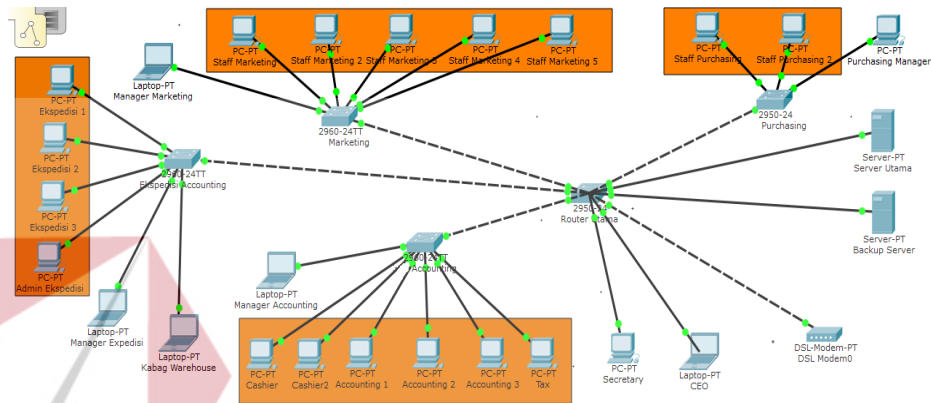 PC-PT
Staff Marketing
PC-PT
Staff Marketing 2
PC-PT
Staff Marketing 3
PC-PT
Staff Marketing 4
PC-PT
Staff Marketing 5
PC-PT
Staff Purchasing
PC-PT
Staff Purchasing 2
PC-PT
Purchasing Manager
Laptop-PT
Manager Marketing
PC-PT
Ekspedisi 1
2960-24TT
Marketing
2950-24
Purchasing
PC-PT
Ekspedisi 2
2960-24TT
Ekspedisi Accounting
Server-PT
Server Utama
PC-PT
Ekspedisi 3
2950-24
Router Utama
Server-PT
Backup Server
PC-PT
Admin Ekspedisi
2960-24TT
Accounting
Laptop-PT
Manager Accounting
Laptop-PT
Manager Expedisi
Laptop-PT
Kabag Warehouse
PC-PT
Cashier
PC-PT
Cashier2
PC-PT
Accounting 1
PC-PT
Accounting 2
PC-PT
Accounting 3
PC-PT
Tax
PC-PT
Secretary
Laptop-PT
CEO
DSL-Modem-PT
DSL Modem0